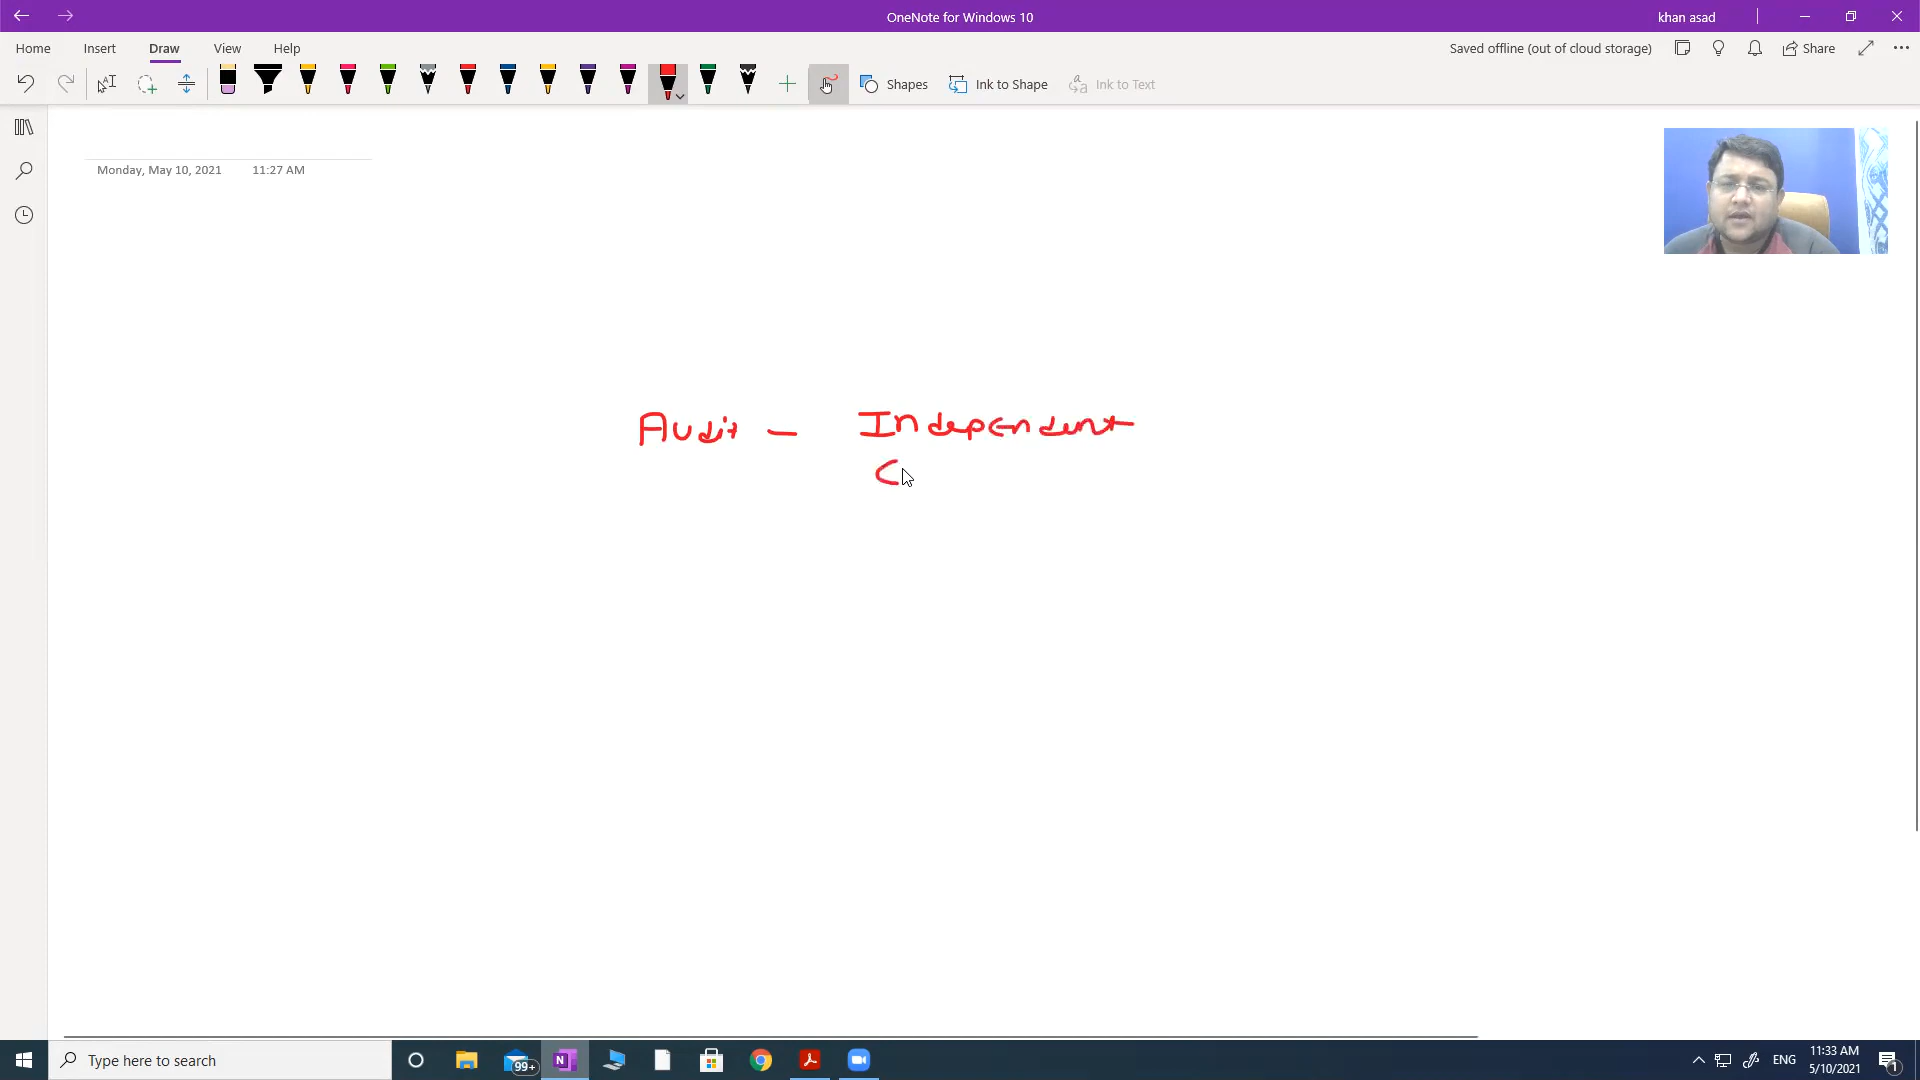 OneNote for Windows 10
khan asad
Home Insert Draw View Help
Saved offline (out of cloud storage)
Share
Shapes
Ink to Shape
Ink to Text
Monday, May 10, 2021 11:27 AM
Audit - Independent
C
Type here to search
99+
ENG
11:33 AM
5/10/2021
1